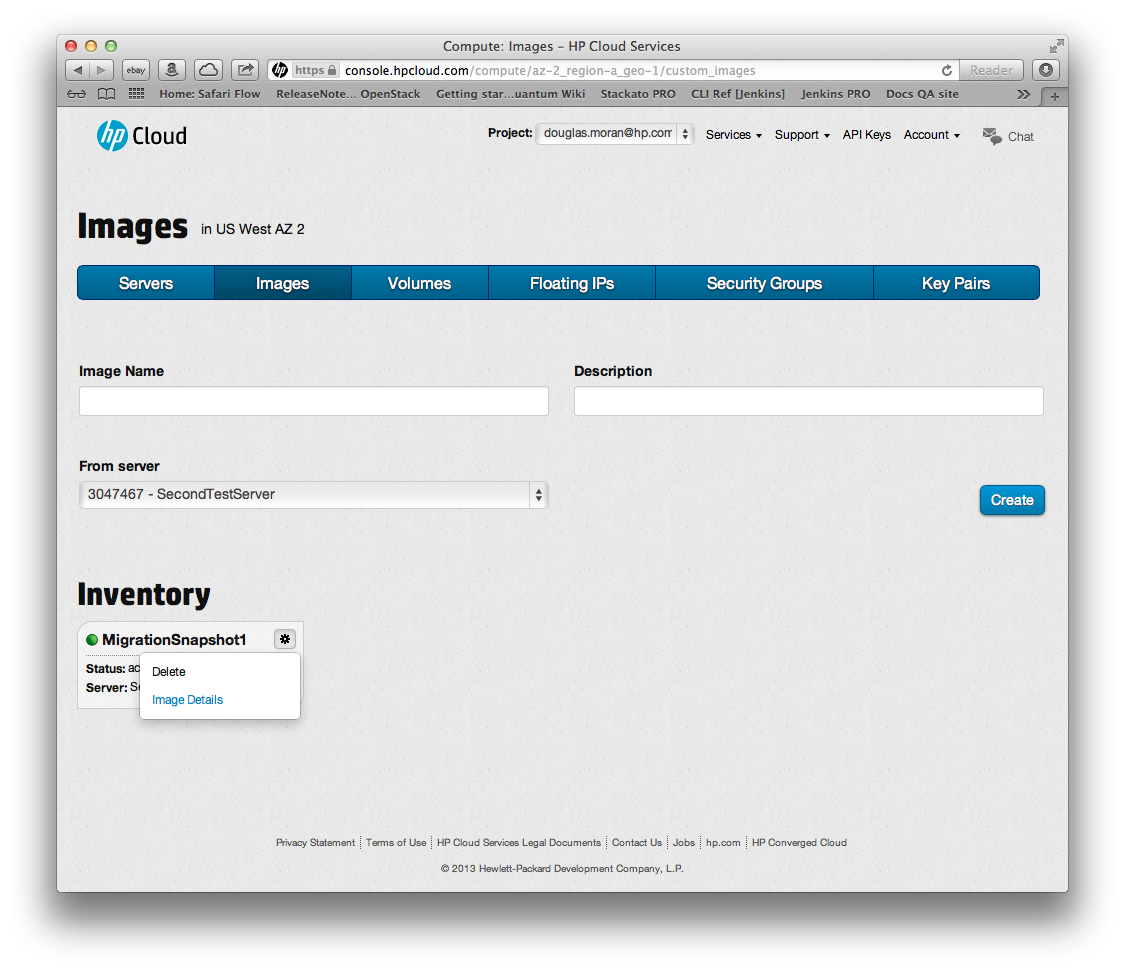 Compute: Images – HP Cloud Services
ebay a https console.hpcloud.com/compute/az-2_region-a_geo-1/custom_images Reader
Home: Safari Flow ReleaseNote... OpenStack Getting star...uantum Wiki Stackato PRO CLI Ref [Jenkins] Jenkins PRO Docs QA site
hp Cloud Project: douglas.moran@hp.com Services Support API Keys Account Chat
Images in US West AZ 2
Servers Images Volumes Floating IPs Security Groups Key Pairs
Image Name Description
From server
3047467 - SecondTestServer
Create
Inventory
MigrationSnapshot1
Status: ac
Delete
Server: Se
Image Details
Privacy Statement Terms of Use HP Cloud Services Legal Documents Contact Us Jobs hp.com HP Converged Cloud
© 2013 Hewlett-Packard Development Company, L.P.